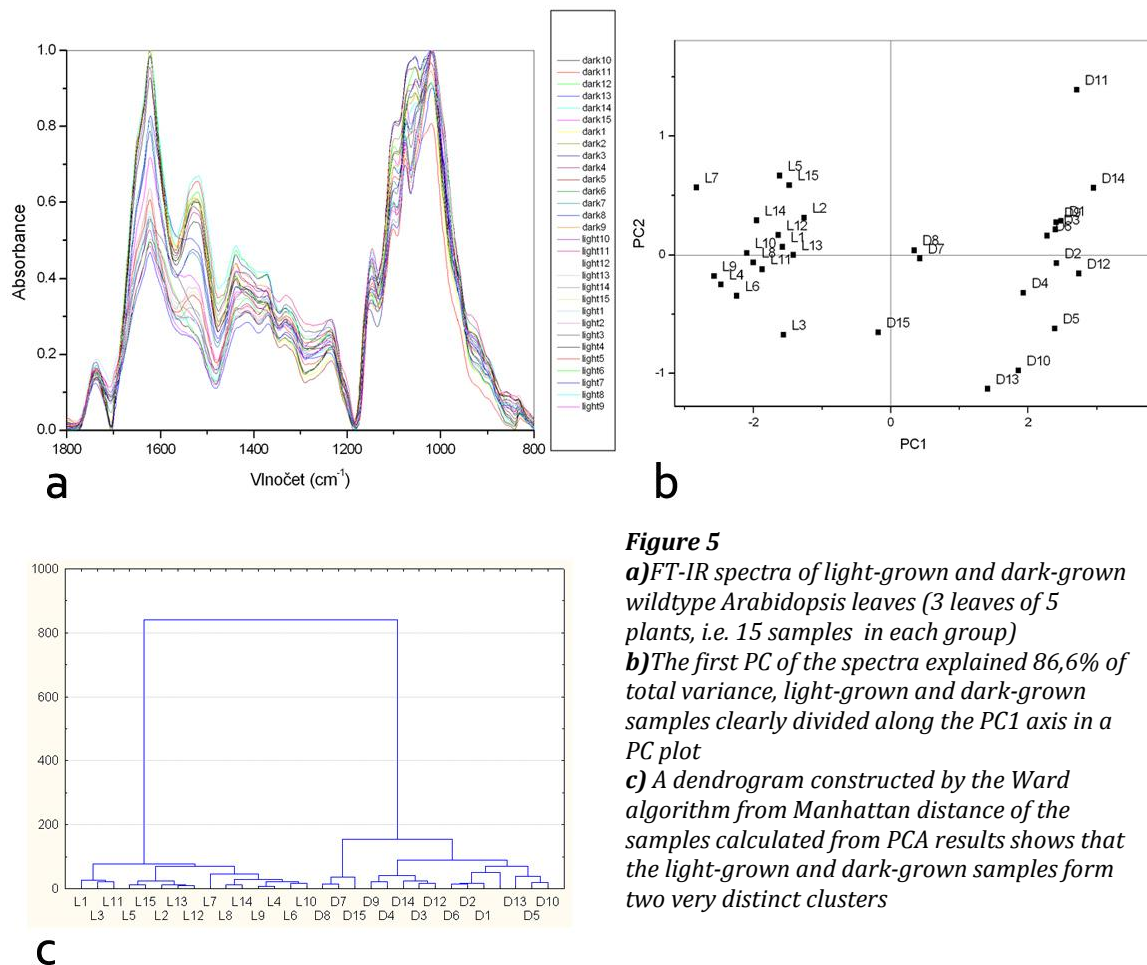 1.0
0.8
0.6
0.4
0.2
0.0
Absorbance
1800 1600 1400 1200 1000 800
Vlnočet (cm-1)
a
dark10
dark11
dark12
dark13
dark14
dark15
dark1
dark2
dark3
dark4
dark5
dark6
dark7
dark8
dark9
light10
light11
light12
light13
light14
light15
light1
light2
light3
light4
light5
light6
light7
light8
light9
PC2
2
0
-1
D11
L5
L15
L7
D14
L14
L2
L12
L1
L13
L10
L8
L11
L9
L4
L6
D8
D7
D1
D3
D6
D2
D12
D4
L3
D15
D5
D10
D13
-2 0 2
PC1
b
1000
800
600
400
200
0
L1 L11 L15 L13 L7 L14 L4 L10 D7 D9 D14 D12 D2 D13 D10
L3 L5 L2 L12 L8 L9 L6 D8 D15 D4 D3 D6 D1 D5
c
Figure 5
a)FT-IR spectra of light-grown and dark-grown
wildtype Arabidopsis leaves (3 leaves of 5
plants, i.e. 15 samples in each group)
b)The first PC of the spectra explained 86,6% of
total variance, light-grown and dark-grown
samples clearly divided along the PC1 axis in a
PC plot
c) A dendrogram constructed by the Ward
algorithm from Manhattan distance of the
samples calculated from PCA results shows that
the light-grown and dark-grown samples form
two very distinct clusters